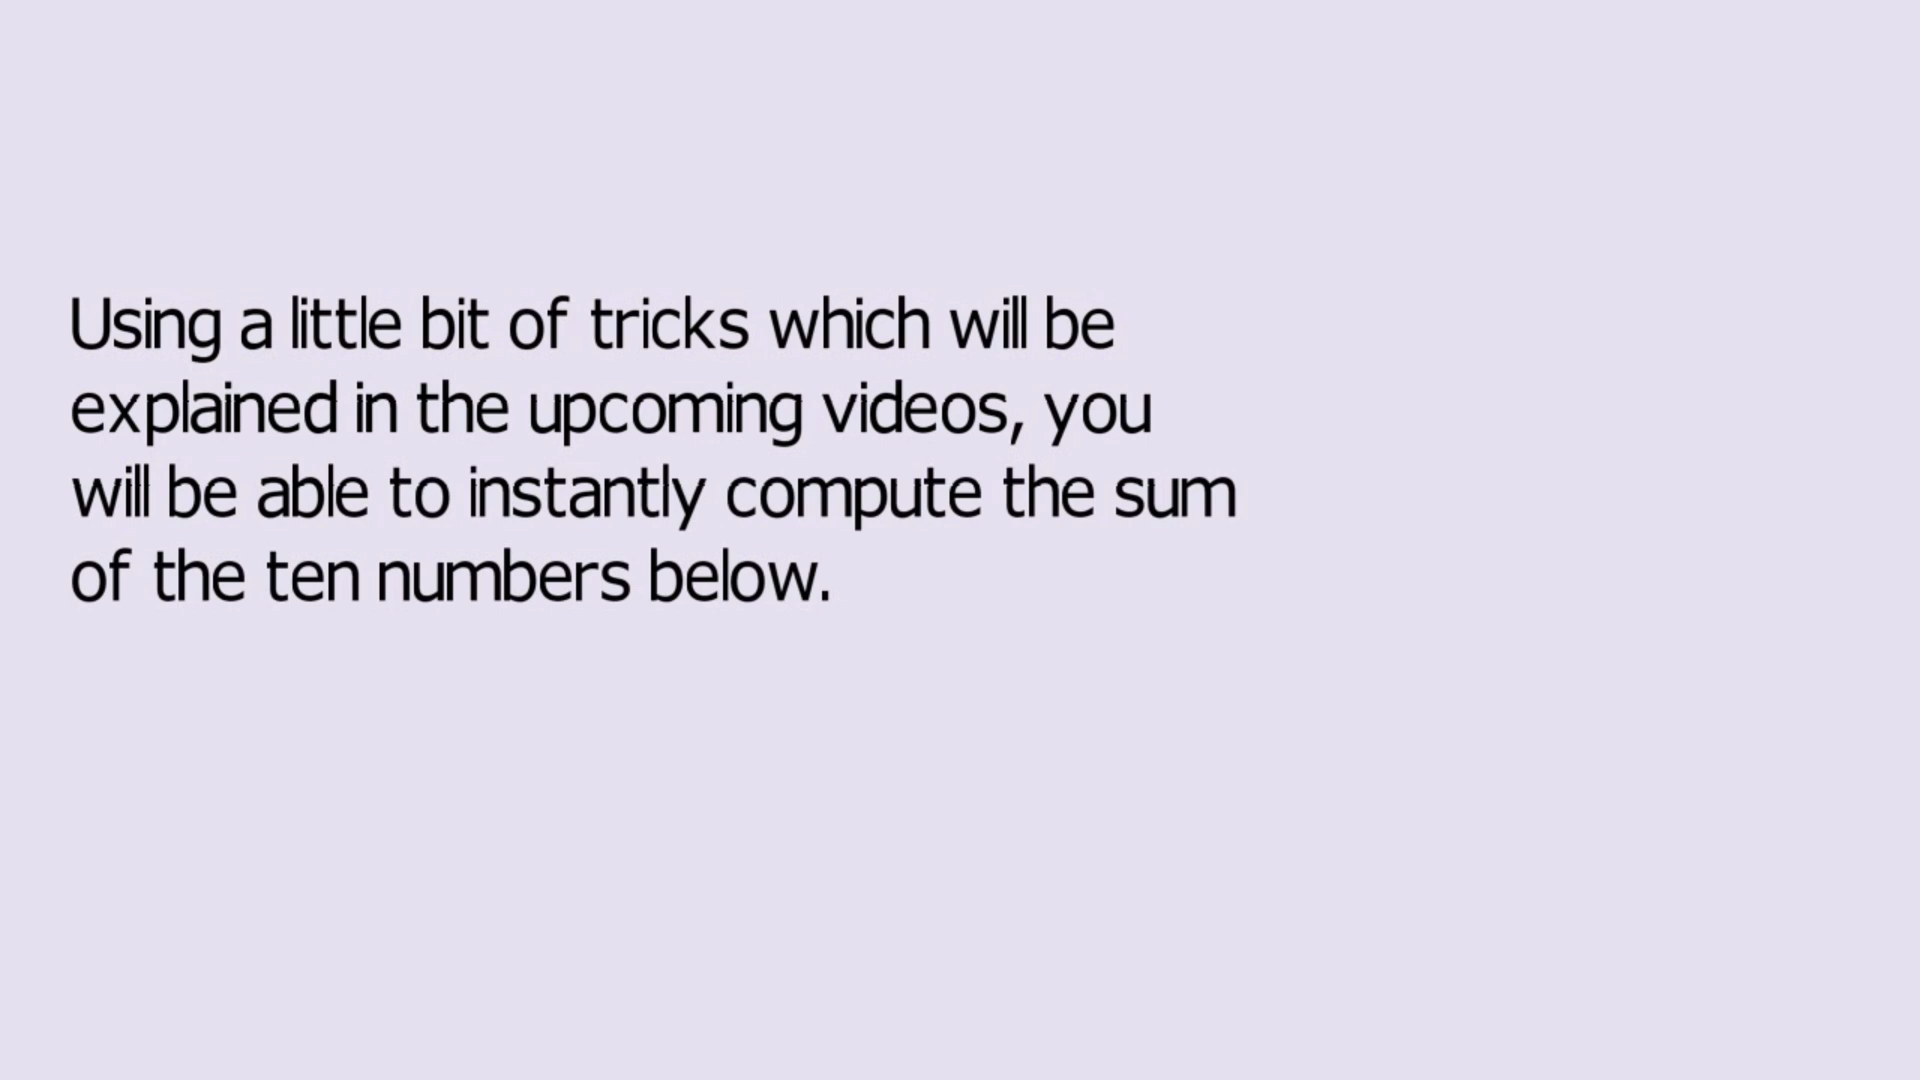 Using a little bit of tricks which will be
explained in the upcoming videos, you
will be able to instantly compute the sum
of the ten numbers below.